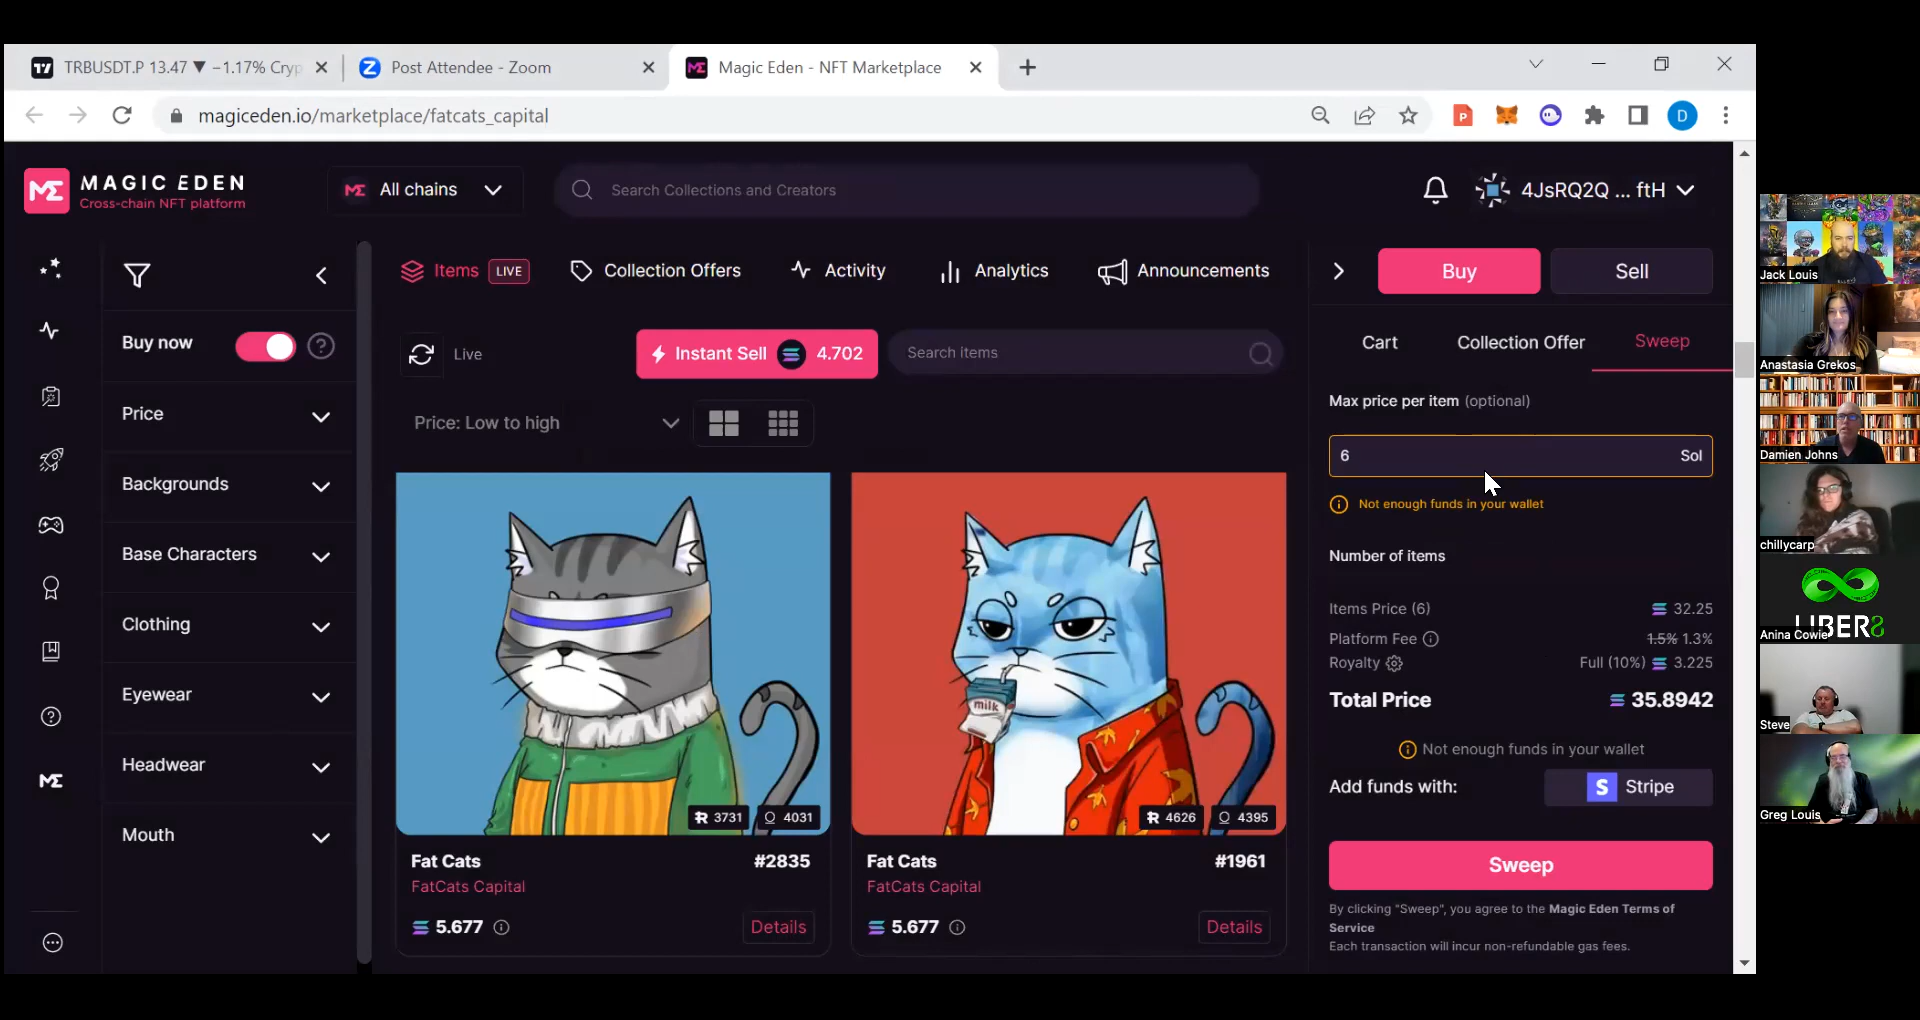 TRBUSDT.P 13.47 ▼ −1.17% Cryp
Post Attendee - Zoom
Magic Eden - NFT Marketplace
magiceden.io/marketplace/fatcats_capital
D
MAGIC EDEN
Cross-chain NFT platform
All chains
Search Collections and Creators
4JsRQ2Q ... ftH
Items LIVE
Collection Offers
Activity
Analytics
Announcements
Buy
Sell
Buy now
Price
Backgrounds
Base Characters
Clothing
Eyewear
Headwear
Mouth
Live
Instant Sell 4.702
Search items
Price: Low to high
milk
3731
4031
4626
4395
Fat Cats #2835
FatCats Capital
5.677
Details
Fat Cats #1961
FatCats Capital
5.677
Details
Cart
Collection Offer
Sweep
Max price per item (optional)
6 Sol
Not enough funds in your wallet
Number of items
Items Price (6) 32.25
Platform Fee 1.5% 1.3%
Royalty Full (10%) 3.225
Total Price 35.8942
Not enough funds in your wallet
Add funds with: S Stripe
Sweep
By clicking "Sweep", you agree to the Magic Eden Terms of
Service
Each transaction will incur non-refundable gas fees.
Jack Louis
Anastasia Grekos
Damien Johns
chillycarp
LIBER8
Anina Cowie
Steve
Greg Louis